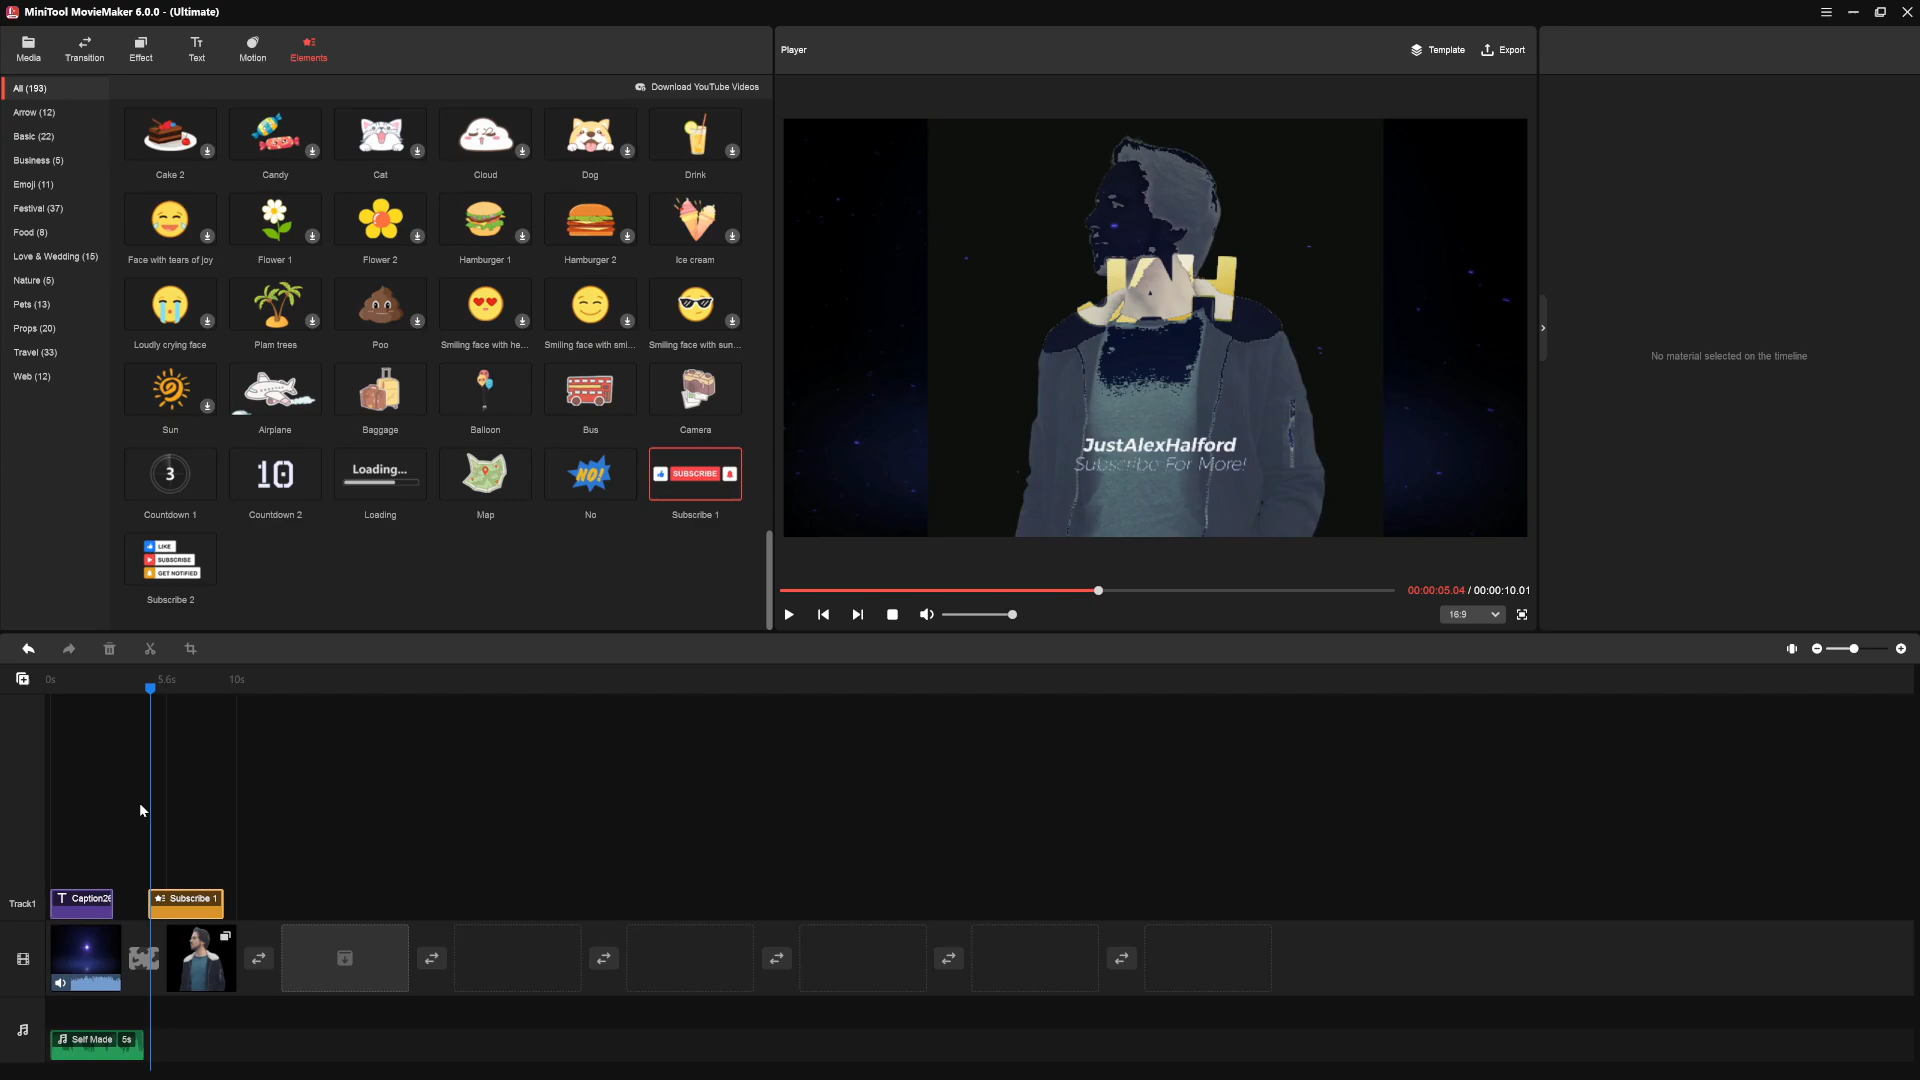 MiniTool MovieMaker 6.0.0 - (Ultimate)
Media
Transition
Effect
Text
Motion
Elements
Player
Template
Export
All (193)
Download YouTube Videos
Arrow (12)
Basic (22)
Business (5)
Emoji (11)
Festival (37)
Food (8)
Love & Wedding (15)
Nature (5)
Pets (13)
Props (20)
Travel (33)
Web (12)
Cake 2
Candy
Cat
Cloud
Dog
Drink
Face with tears of joy
Flower 1
Flower 2
Hamburger 1
Hamburger 2
Ice cream
Loudly crying face
Plam trees
Poo
Smiling face with he...
Smiling face with smi...
Smiling face with sun...
Sun
Airplane
Baggage
Balloon
Bus
Camera
3
10
Loading...
NO!
SUBSCRIBE
Countdown 1
Countdown 2
Loading
Map
No
Subscribe 1
LIKE
SUBSCRIBE
GET NOTIFIED
Subscribe 2
JustAlexHalford
Subscribe For More!
No material selected on the timeline
00:00:05.04 / 00:00:10.01
16:9
0s
5.6s
10s
Track1
Caption26
Subscribe 1
Self Made
5s